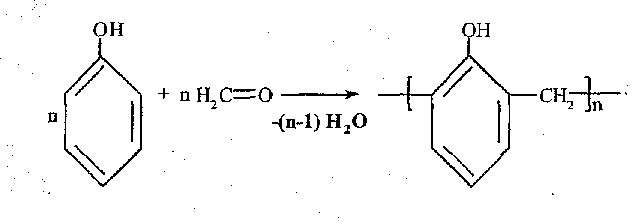 OH OH
n + n H₂C=O -CH₂- n
-(n-1) H₂O